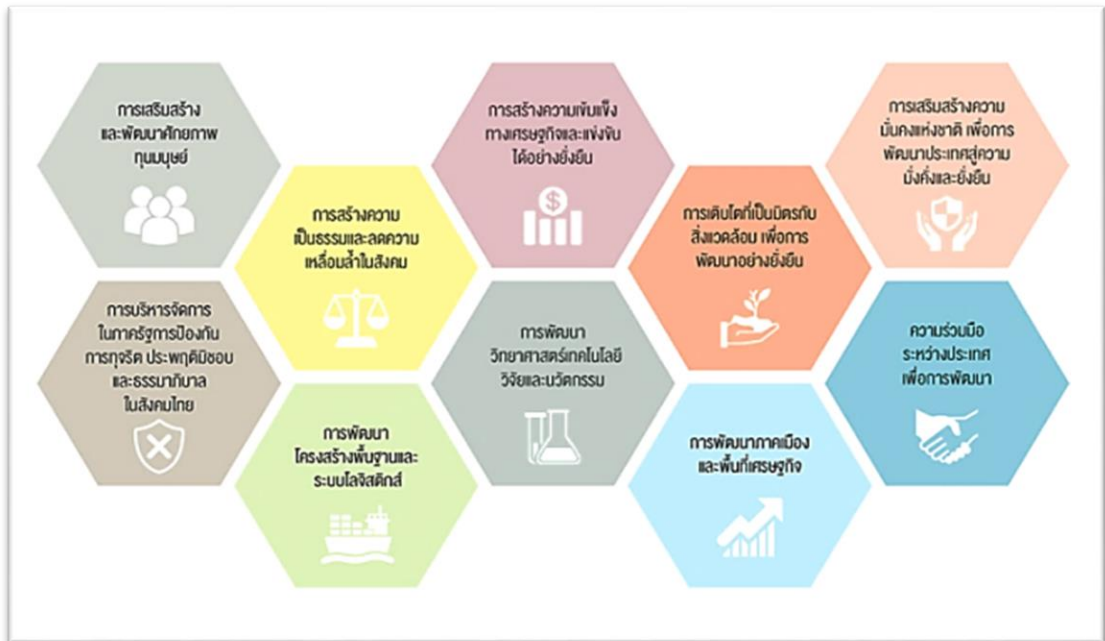 การเสริมสร้าง
และพัฒนาศักยภาพ
ทุนมนุษย์
การสร้างความ
เป็นธรรมและลดความ
เหลื่อมล้ำในสังคม
การสร้างความเข้มแข็ง
ทางเศรษฐกิจและแข่งขัน
ได้อย่างยั่งยืน
การเติบโตที่เป็นมิตรกับ
สิ่งแวดล้อม เพื่อการ
พัฒนาอย่างยั่งยืน
การเสริมสร้างความ
มั่นคงแห่งชาติ เพื่อการ
พัฒนาประเทศสู่ความ
มั่งคั่งและยั่งยืน
การบริหารจัดการ
ในภาครัฐการป้องกัน
การทุจริต ประพฤติมิชอบ
และธรรมาภิบาล
ในสังคมไทย
การพัฒนา
โครงสร้างพื้นฐานและ
ระบบโลจิสติกส์
การพัฒนา
วิทยาศาสตร์เทคโนโลยี
วิจัยและนวัตกรรม
การพัฒนาภาคเมือง
และพื้นที่เศรษฐกิจ
ความร่วมมือ
ระหว่างประเทศ
เพื่อการพัฒนา
$